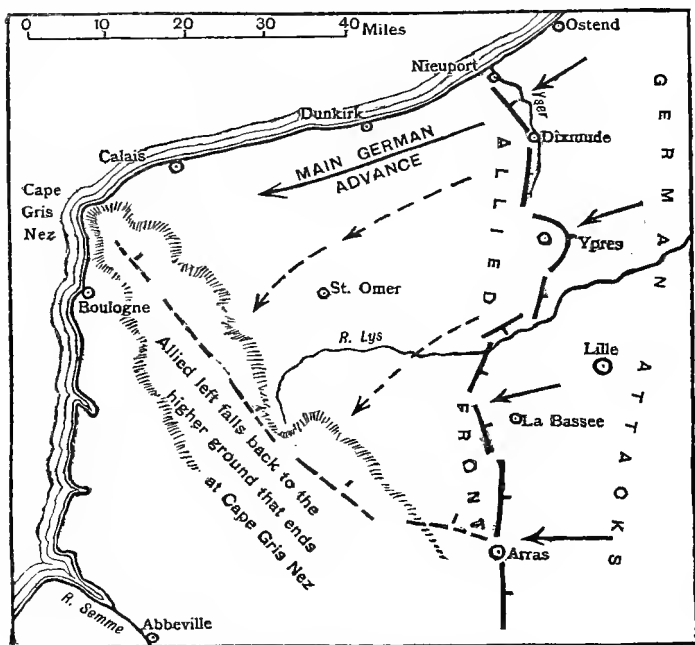 0 10 20 30 40 Miles
Ostend
Nieuport
Yser
Dunkirk
Dixmude
Calais
MAIN GERMAN
ADVANCE
Cape
Gris
Nez
Ypres
St. Omer
Boulogne
R. Lys
Lille
La Bassee
Allied left falls back to the
higher ground that ends
at Cape Gris Nez
Arras
R. Somme
Abbeville
ALLIED
FRONT
GERMAN
ATTACKS